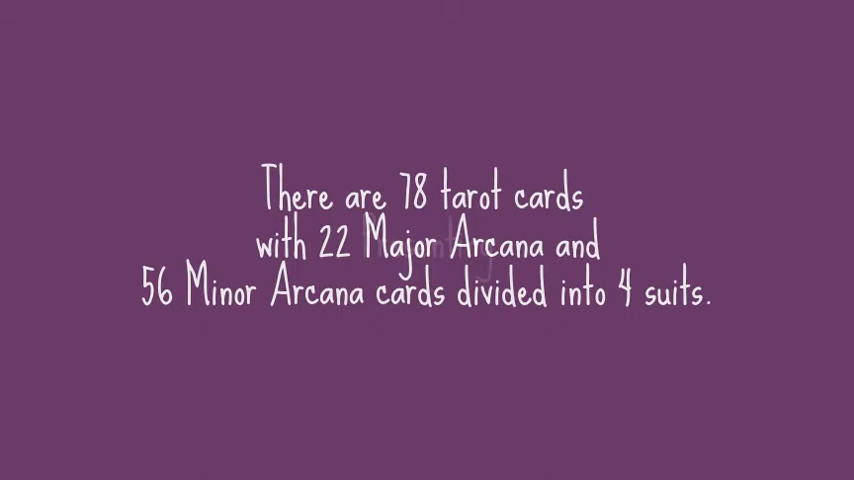 There are 78 tarot cards
with 22 Major Arcana and
56 Minor Arcana cards divided into 4 suits.